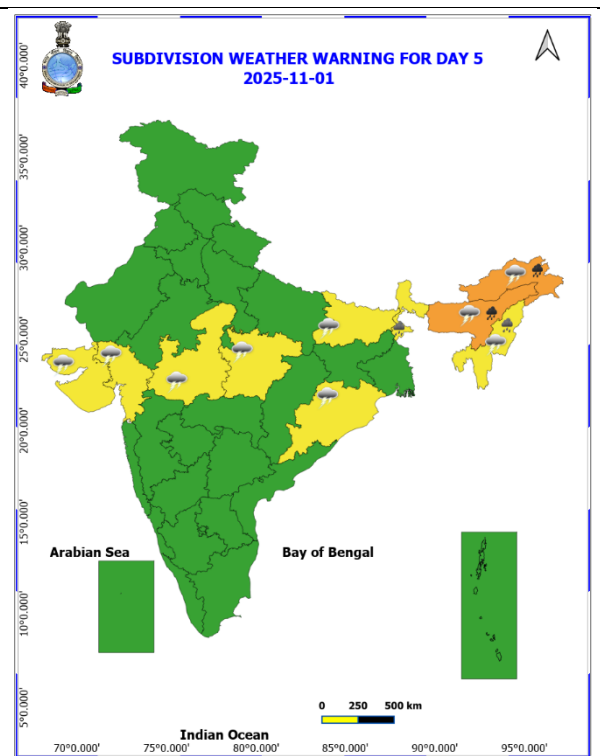 SUBDIVISION WEATHER WARNING FOR DAY 5
2025-11-01
40°0.000'
35°0.000'
30°0.000'
25°0.000'
20°0.000'
15°0.000'
10°0.000'
5°0.000'
Arabian Sea
Bay of Bengal
0 250 500 km
Indian Ocean
70°0.000' 75°0.000' 80°0.000' 85°0.000' 90°0.000' 95°0.000'